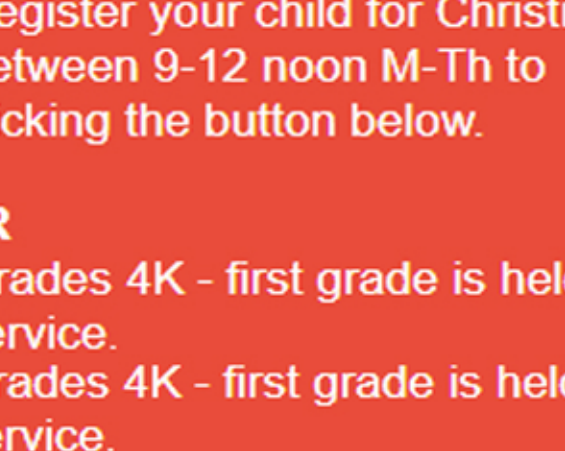 egister your child for Christ
etween 9-12 noon M-Th to
cking the button below.
R
rades 4K - first grade is hel
ervice.
rades 4K - first grade is hel
ervice.